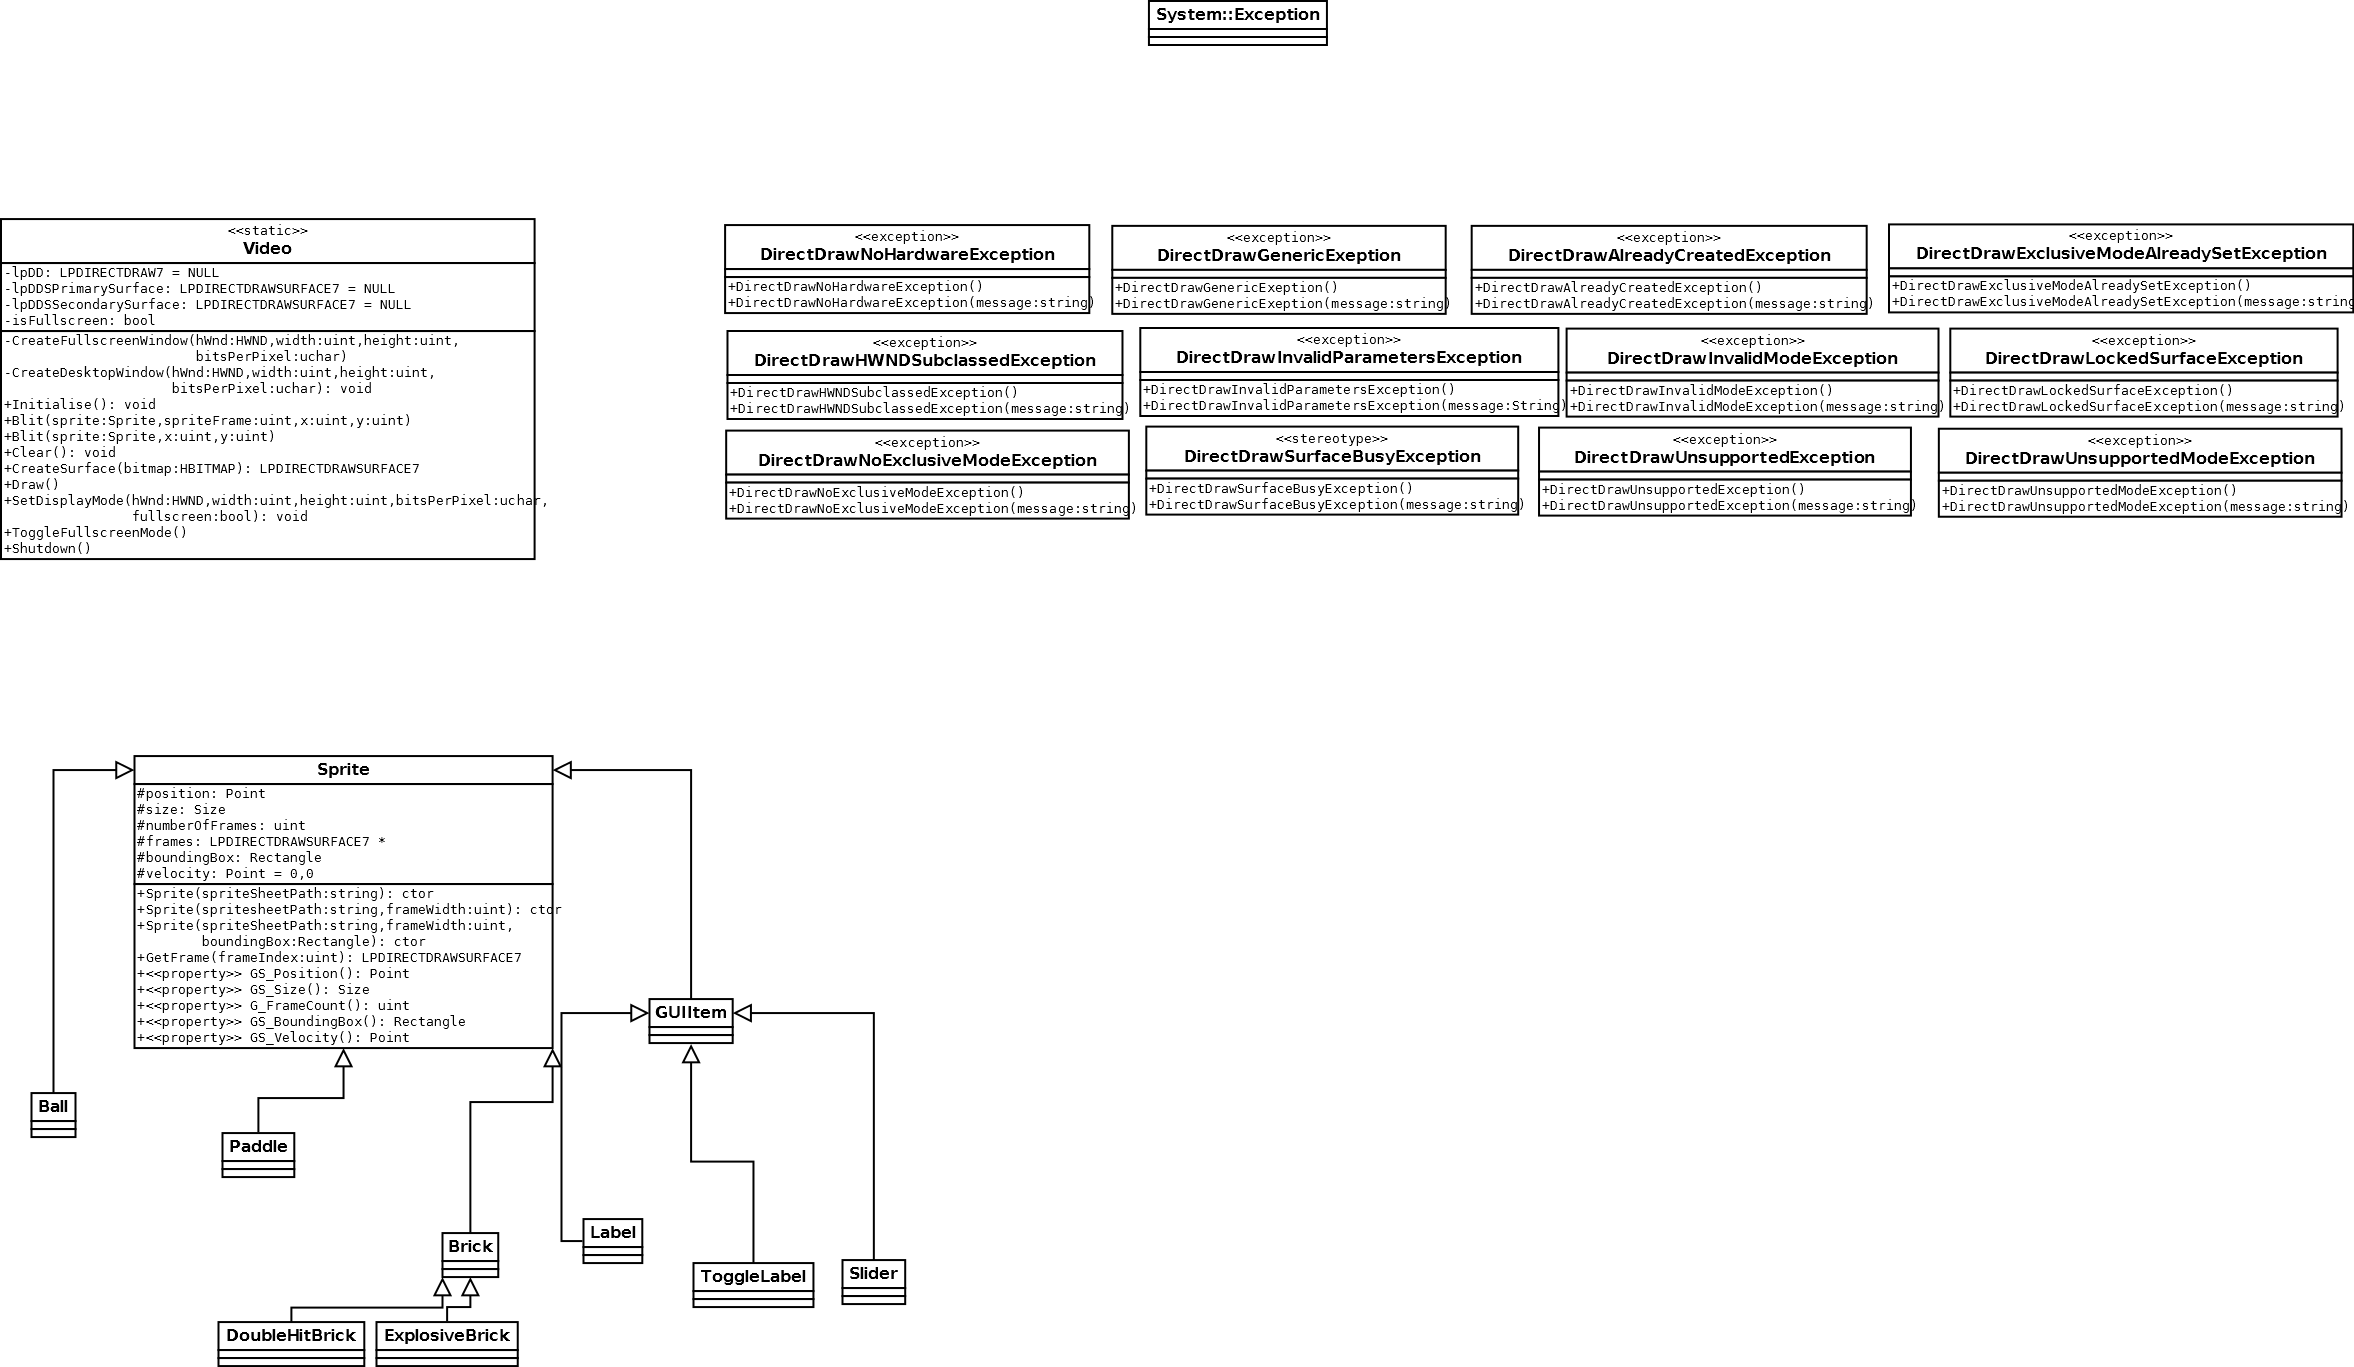 System::Exception
<<static>>
Video
-lpDD: LPDIRECTDRAW7 = NULL
-lpDDSPrimarySurface: LPDIRECTDRAWSURFACE7 = NULL
-lpDDSSecondarySurface: LPDIRECTDRAWSURFACE7 = NULL
-isFullscreen: bool
-CreateFullscreenWindow(hWnd:HWND,width:uint,height:uint,
bitsPerPixel:uchar)
-CreateDesktopWindow(hWnd:HWND,width:uint,height:uint,
bitsPerPixel:uchar): void
+Initialise(): void
+Blit(sprite:Sprite,spriteFrame:uint,x:uint,y:uint)
+Blit(sprite:Sprite,x:uint,y:uint)
+Clear(): void
+CreateSurface(bitmap:HBITMAP): LPDIRECTDRAWSURFACE7
+Draw()
+SetDisplayMode(hWnd:HWND,width:uint,height:uint,bitsPerPixel:uchar,
fullscreen:bool): void
+ToggleFullscreenMode()
+Shutdown()
<<exception>>
DirectDrawNoHardwareException
+DirectDrawNoHardwareException()
+DirectDrawNoHardwareException(message:string)
<<exception>>
DirectDrawGenericExeption
+DirectDrawGenericExeption()
+DirectDrawGenericExeption(message:string)
<<exception>>
DirectDrawAlreadyCreatedException
+DirectDrawAlreadyCreatedException()
+DirectDrawAlreadyCreatedException(message:string)
<<exception>>
DirectDrawExclusiveModeAlreadySetException
+DirectDrawExclusiveModeAlreadySetException()
+DirectDrawExclusiveModeAlreadySetException(message:string
<<exception>>
DirectDrawHWNDSubclassedException
+DirectDrawHWNDSubclassedException()
+DirectDrawHWNDSubclassedException(message:string)
<<exception>>
DirectDrawInvalidParametersException
+DirectDrawInvalidParametersException()
+DirectDrawInvalidParametersException(message:String)
<<exception>>
DirectDrawInvalidModeException
+DirectDrawInvalidModeException()
+DirectDrawInvalidModeException(message:string)
<<exception>>
DirectDrawLockedSurfaceException
+DirectDrawLockedSurfaceException()
+DirectDrawLockedSurfaceException(message:string)
<<exception>>
DirectDrawNoExclusiveModeException
+DirectDrawNoExclusiveModeException()
+DirectDrawNoExclusiveModeException(message:string)
<<stereotype>>
DirectDrawSurfaceBusyException
+DirectDrawSurfaceBusyException()
+DirectDrawSurfaceBusyException(message:string)
<<exception>>
DirectDrawUnsupportedException
+DirectDrawUnsupportedException()
+DirectDrawUnsupportedException(message:string)
<<exception>>
DirectDrawUnsupportedModeException
+DirectDrawUnsupportedModeException()
+DirectDrawUnsupportedModeException(message:string)
Sprite
#position: Point
#size: Size
#numberOfFrames: uint
#frames: LPDIRECTDRAWSURFACE7 *
#boundingBox: Rectangle
#velocity: Point = 0,0
+Sprite(spriteSheetPath:string): ctor
+Sprite(spritesheetPath:string,frameWidth:uint): ctor
+Sprite(spriteSheetPath:string,frameWidth:uint,
boundingBox:Rectangle): ctor
+GetFrame(frameIndex:uint): LPDIRECTDRAWSURFACE7
+<<property>> GS_Position(): Point
+<<property>> GS_Size(): Size
+<<property>> G_FrameCount(): uint
+<<property>> GS_BoundingBox(): Rectangle
+<<property>> GS_Velocity(): Point
GUIItem
Ball
Paddle
Brick
Label
ToggleLabel
Slider
DoubleHitBrick
ExplosiveBrick